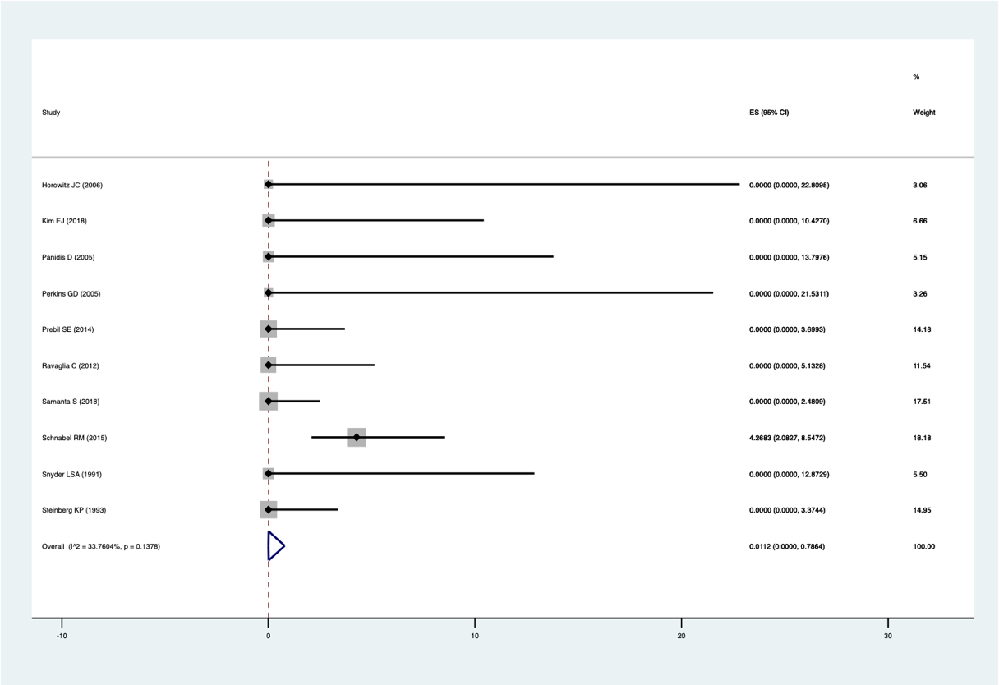 %
Study ES (95% CI) Weight
Horowitz JC (2006) 0.0000 (0.0000, 22.8095) 3.06
Kim EJ (2018) 0.0000 (0.0000, 10.4270) 6.66
Panidis D (2005) 0.0000 (0.0000, 13.7976) 5.15
Perkins GD (2005) 0.0000 (0.0000, 21.5311) 3.26
Prebil SE (2014) 0.0000 (0.0000, 3.6993) 14.18
Ravaglia C (2012) 0.0000 (0.0000, 5.1328) 11.54
Samanta S (2018) 0.0000 (0.0000, 2.4809) 17.51
Schnabel RM (2015) 4.2683 (2.0827, 8.5472) 18.18
Snyder LSA (1991) 0.0000 (0.0000, 12.8729) 5.50
Steinberg KP (1993) 0.0000 (0.0000, 3.3744) 14.95
Overall (I^2 = 33.7604%, p = 0.1378) 0.0112 (0.0000, 0.7864) 100.00
-10 0 10 20 30